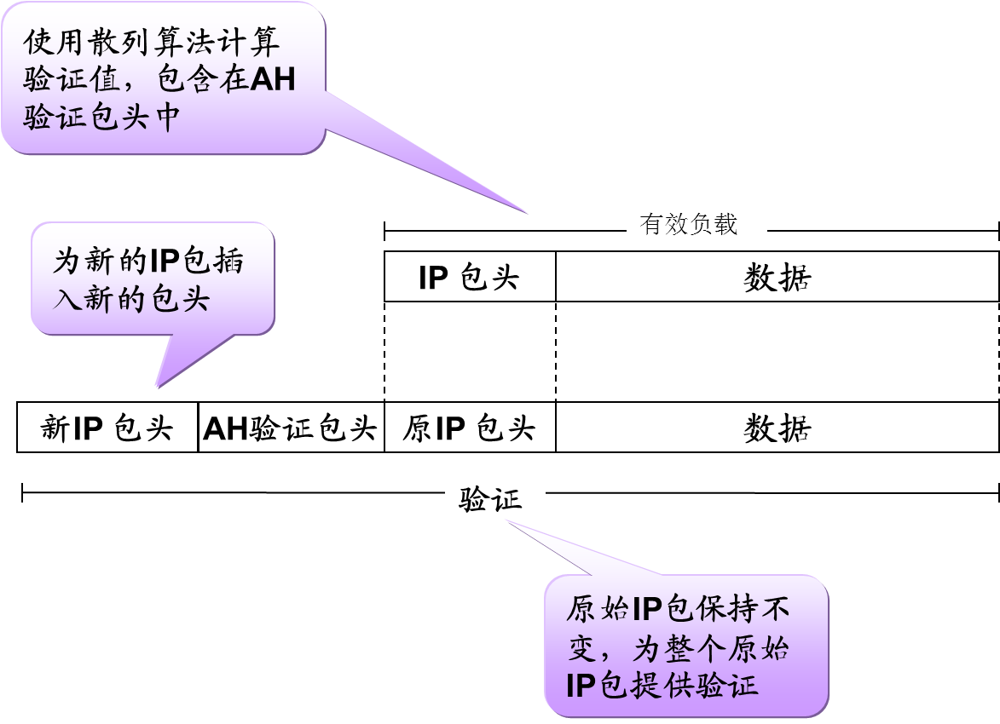 使用散列算法计算
验证值，包含在AH
验证包头中
有效负载
为新的IP包插
入新的包头
IP 包头
数据
新IP 包头
AH验证包头
原IP 包头
数据
验证
原始IP包保持不
变，为整个原始
IP包提供验证